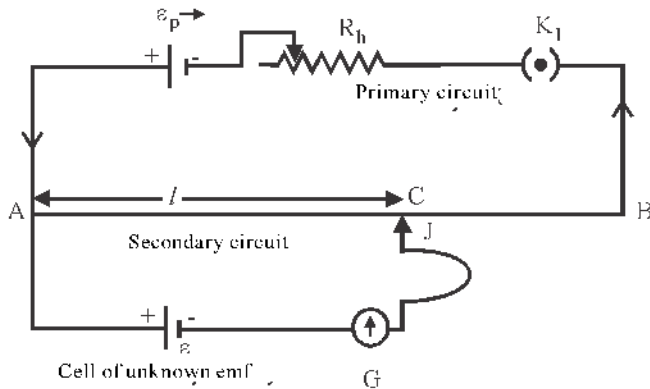 εp→
+ -
Rh
K1
Primary circuit
A
l
C
B
J
Secondary circuit
+ -
ε
Cell of unknown emf
G